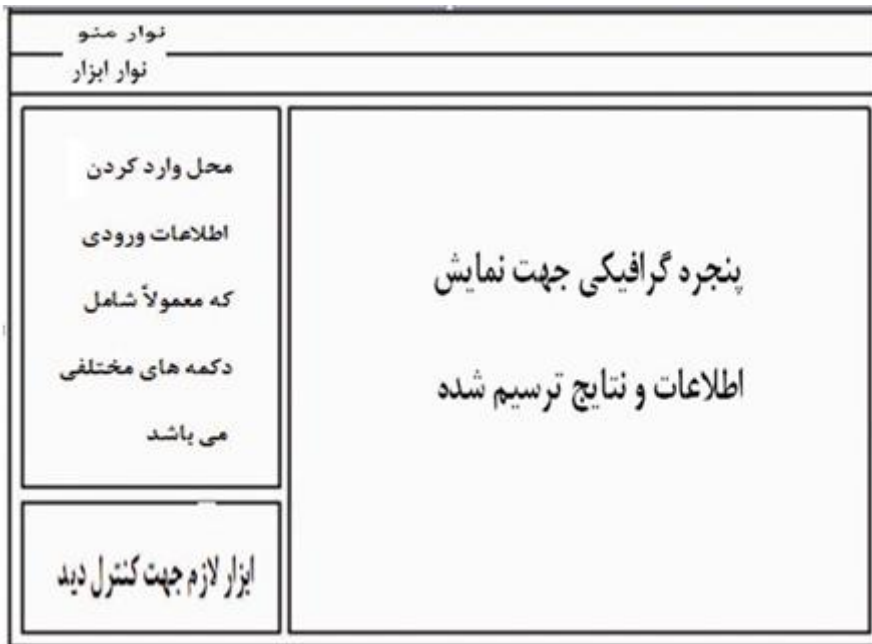 نوار منو
نوار ابزار
محل وارد کردن
اطلاعات ورودی
که معمولاً شامل
دکمه های مختلفی
می باشد
ابزار لازم جهت کنترل دید
پنجره گرافیکی جهت نمایش
اطلاعات و نتایج ترسیم شده